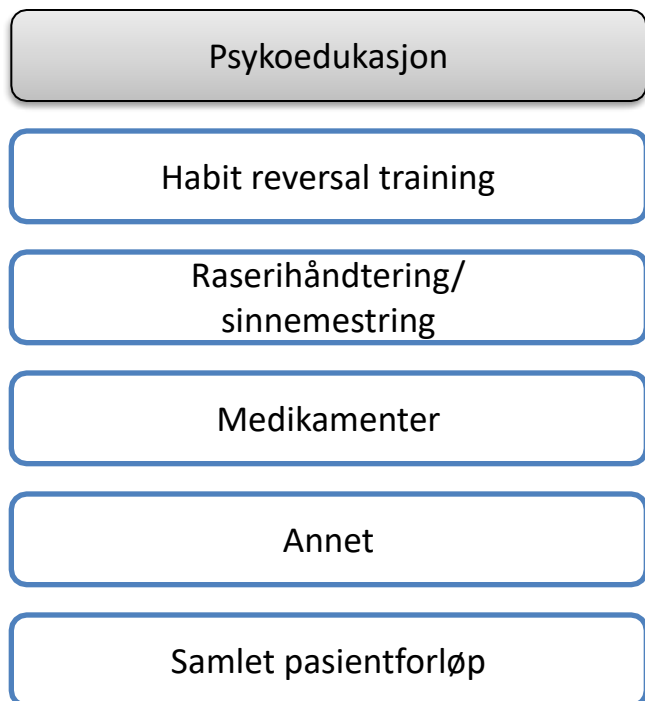 Psykoedukasjon
Habit reversal training
Raserihåndtering/
sinnemestring
Medikamenter
Annet
Samlet pasientforløp